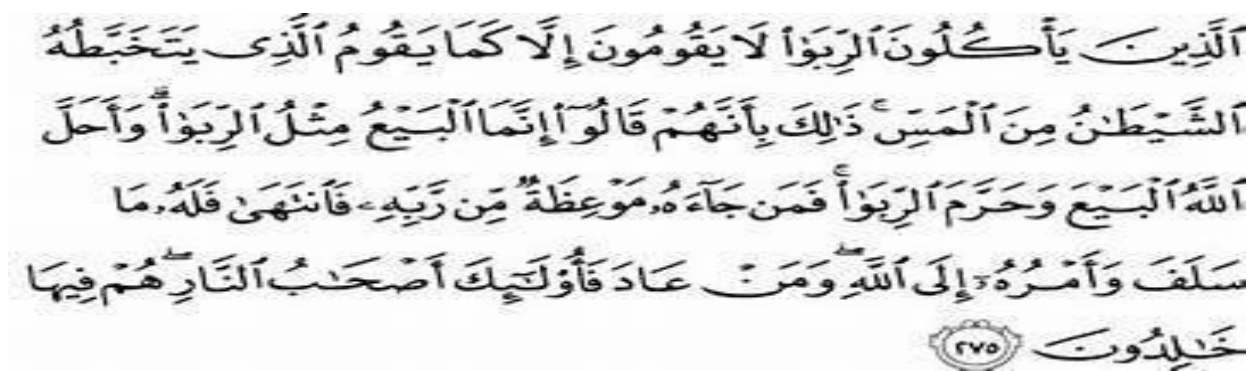 ٱلَّذِينَ يَأْكُلُونَ ٱلرِّبَوٰا۟ لَا يَقُومُونَ إِلَّا كَمَا يَقُومُ ٱلَّذِى يَتَخَبَّطُهُ
ٱلشَّيْطَـٰنُ مِنَ ٱلْمَسِّ ۚ ذَٰلِكَ بِأَنَّهُمْ قَالُوٓا۟ إِنَّمَا ٱلْبَيْعُ مِثْلُ ٱلرِّبَوٰا۟ ۗ وَأَحَلَّ
ٱللَّهُ ٱلْبَيْعَ وَحَرَّمَ ٱلرِّبَوٰا۟ ۚ فَمَن جَآءَهُۥ مَوْعِظَةٌ مِّن رَّبِّهِۦ فَٱنتَهَىٰ فَلَهُۥ مَا
سَلَفَ وَأَمْرُهُۥٓ إِلَى ٱللَّهِ ۖ وَمَنْ عَادَ فَأُو۟لَـٰٓئِكَ أَصْحَـٰبُ ٱلنَّارِ ۖ هُمْ فِيهَا
خَـٰلِدُونَ ٢٧٥